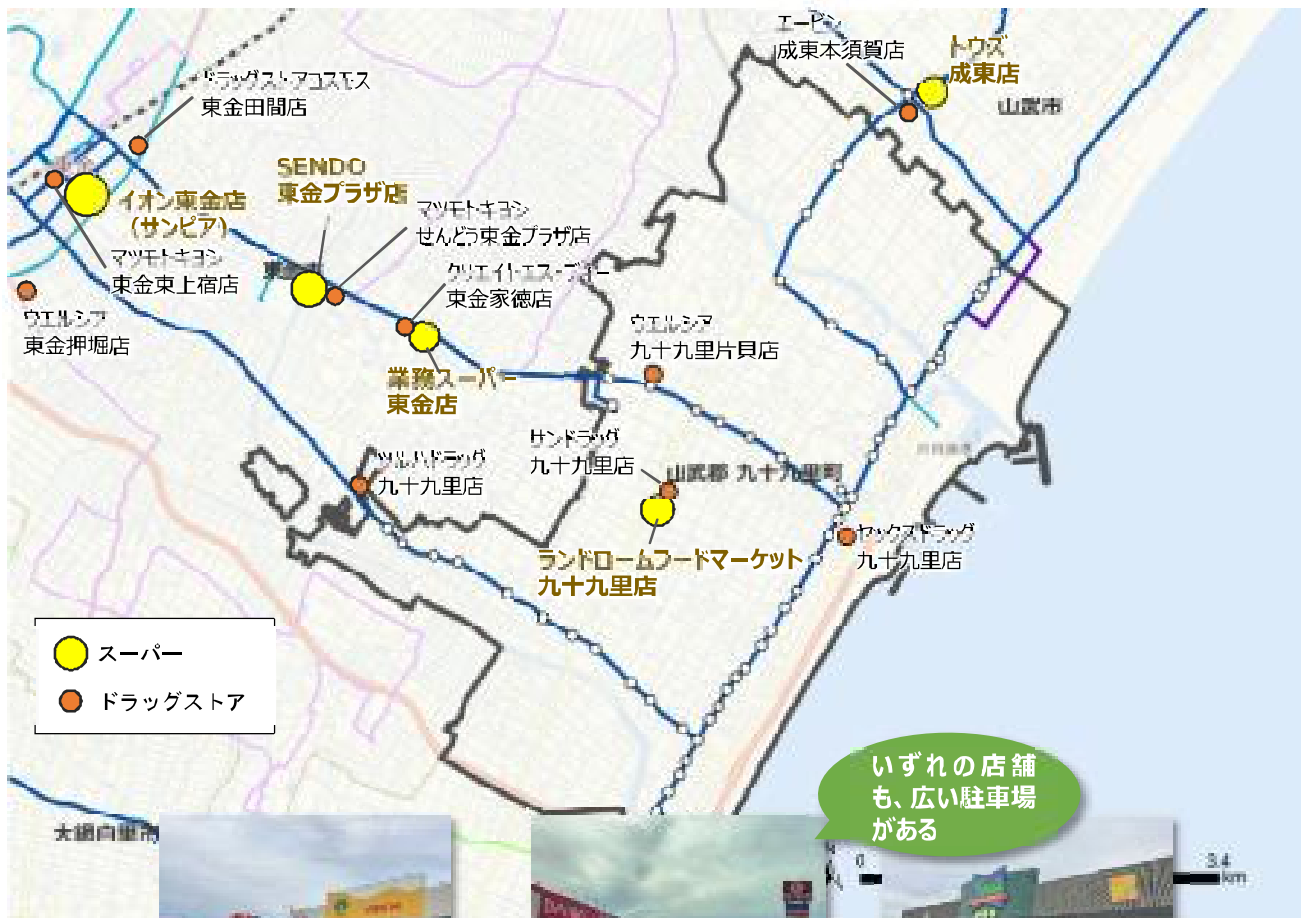 エービン
成東本須賀店
トウズ
成東店
山武市
ドラッグストアコスモス
東金田間店
SENDO
東金プラザ店
イオン東金店
（サンピア）
マツモトキヨシ
せんどう東金プラザ店
マツモトキヨシ
東金東上宿店
クリエイトエス・ディー
東金家徳店
ウエルシア
東金押堀店
ウエルシア
九十九里片貝店
業務スーパー
東金店
サンドラッグ
九十九里店
山武郡 九十九里町
ツルハドラッグ
九十九里店
ヤックスドラッグ
九十九里店
ランドロームフードマーケット
九十九里店
スーパー
ドラッグストア
いずれの店舗
も、広い駐車場
がある
大網白里市
0
3.4
km